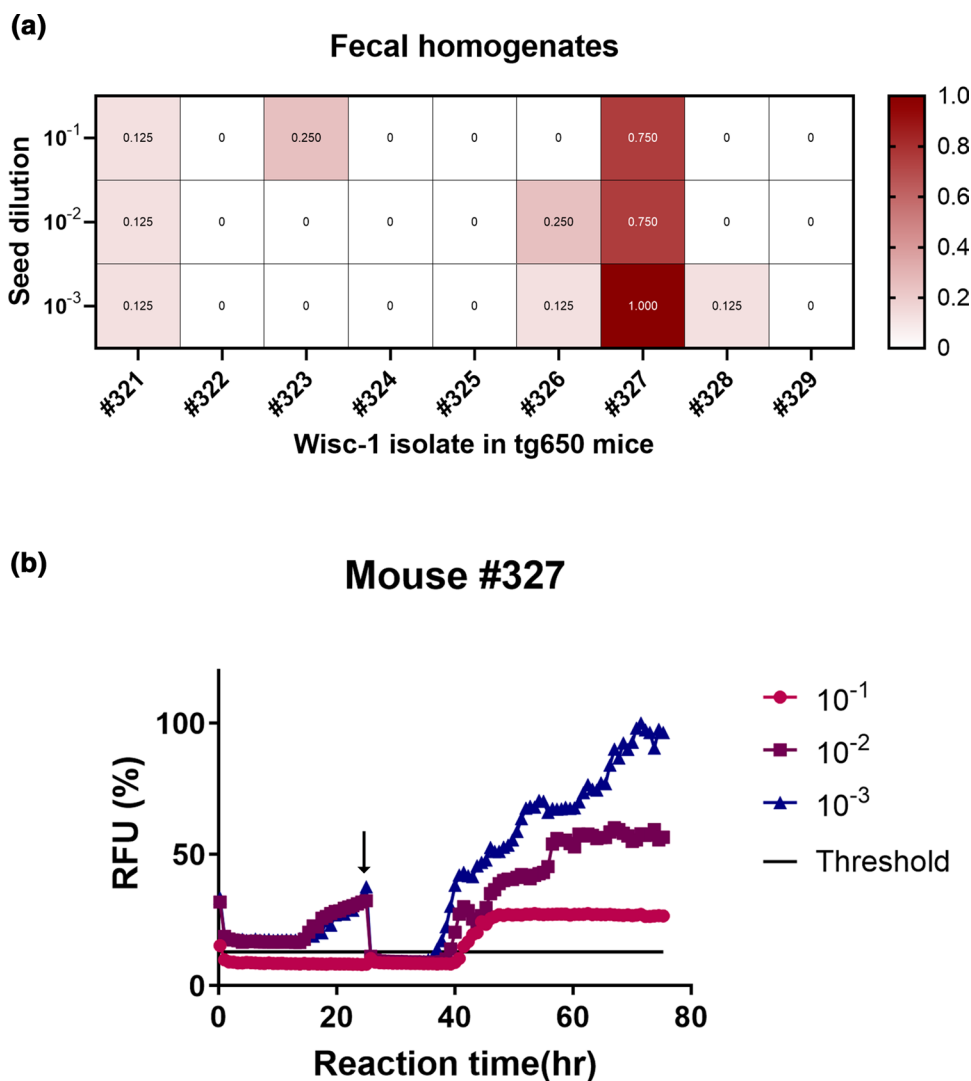 (a)
Fecal homogenates
Seed dilution
10⁻¹ 0.125 0 0.250 0 0 0 0.750 0 0
10⁻² 0.125 0 0 0 0 0.250 0.750 0 0
10⁻³ 0.125 0 0 0 0 0.125 1.000 0.125 0
#321 #322 #323 #324 #325 #326 #327 #328 #329
Wisc-1 isolate in tg650 mice
1.0
0.8
0.6
0.4
0.2
0
(b)
Mouse #327
RFU (%)
100
50
0
0 20 40 60 80
Reaction time(hr)
10⁻¹
10⁻²
10⁻³
Threshold